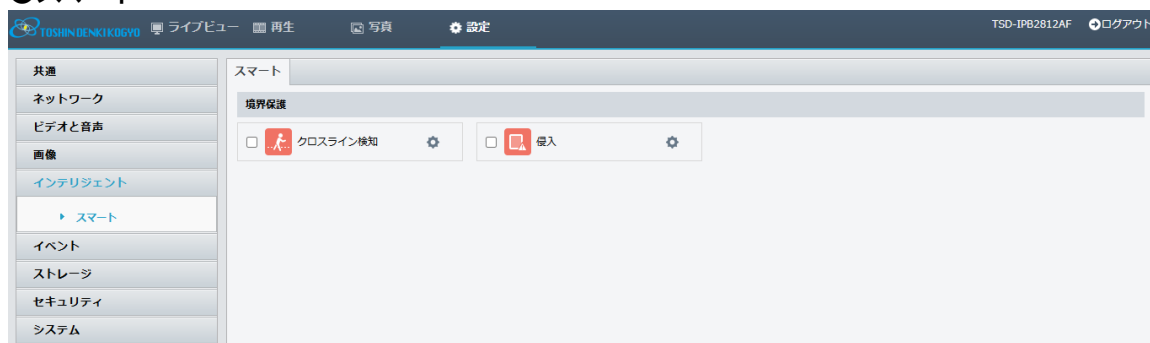 TOSHIN DENKI KOGYO ライブビュー 再生 写真 設定 TSD-IPB2812AF ログアウト
共通
ネットワーク
ビデオと音声
画像
インテリジェント
スマート
イベント
ストレージ
セキュリティ
システム
スマート
境界保護
クロスライン検知 侵入